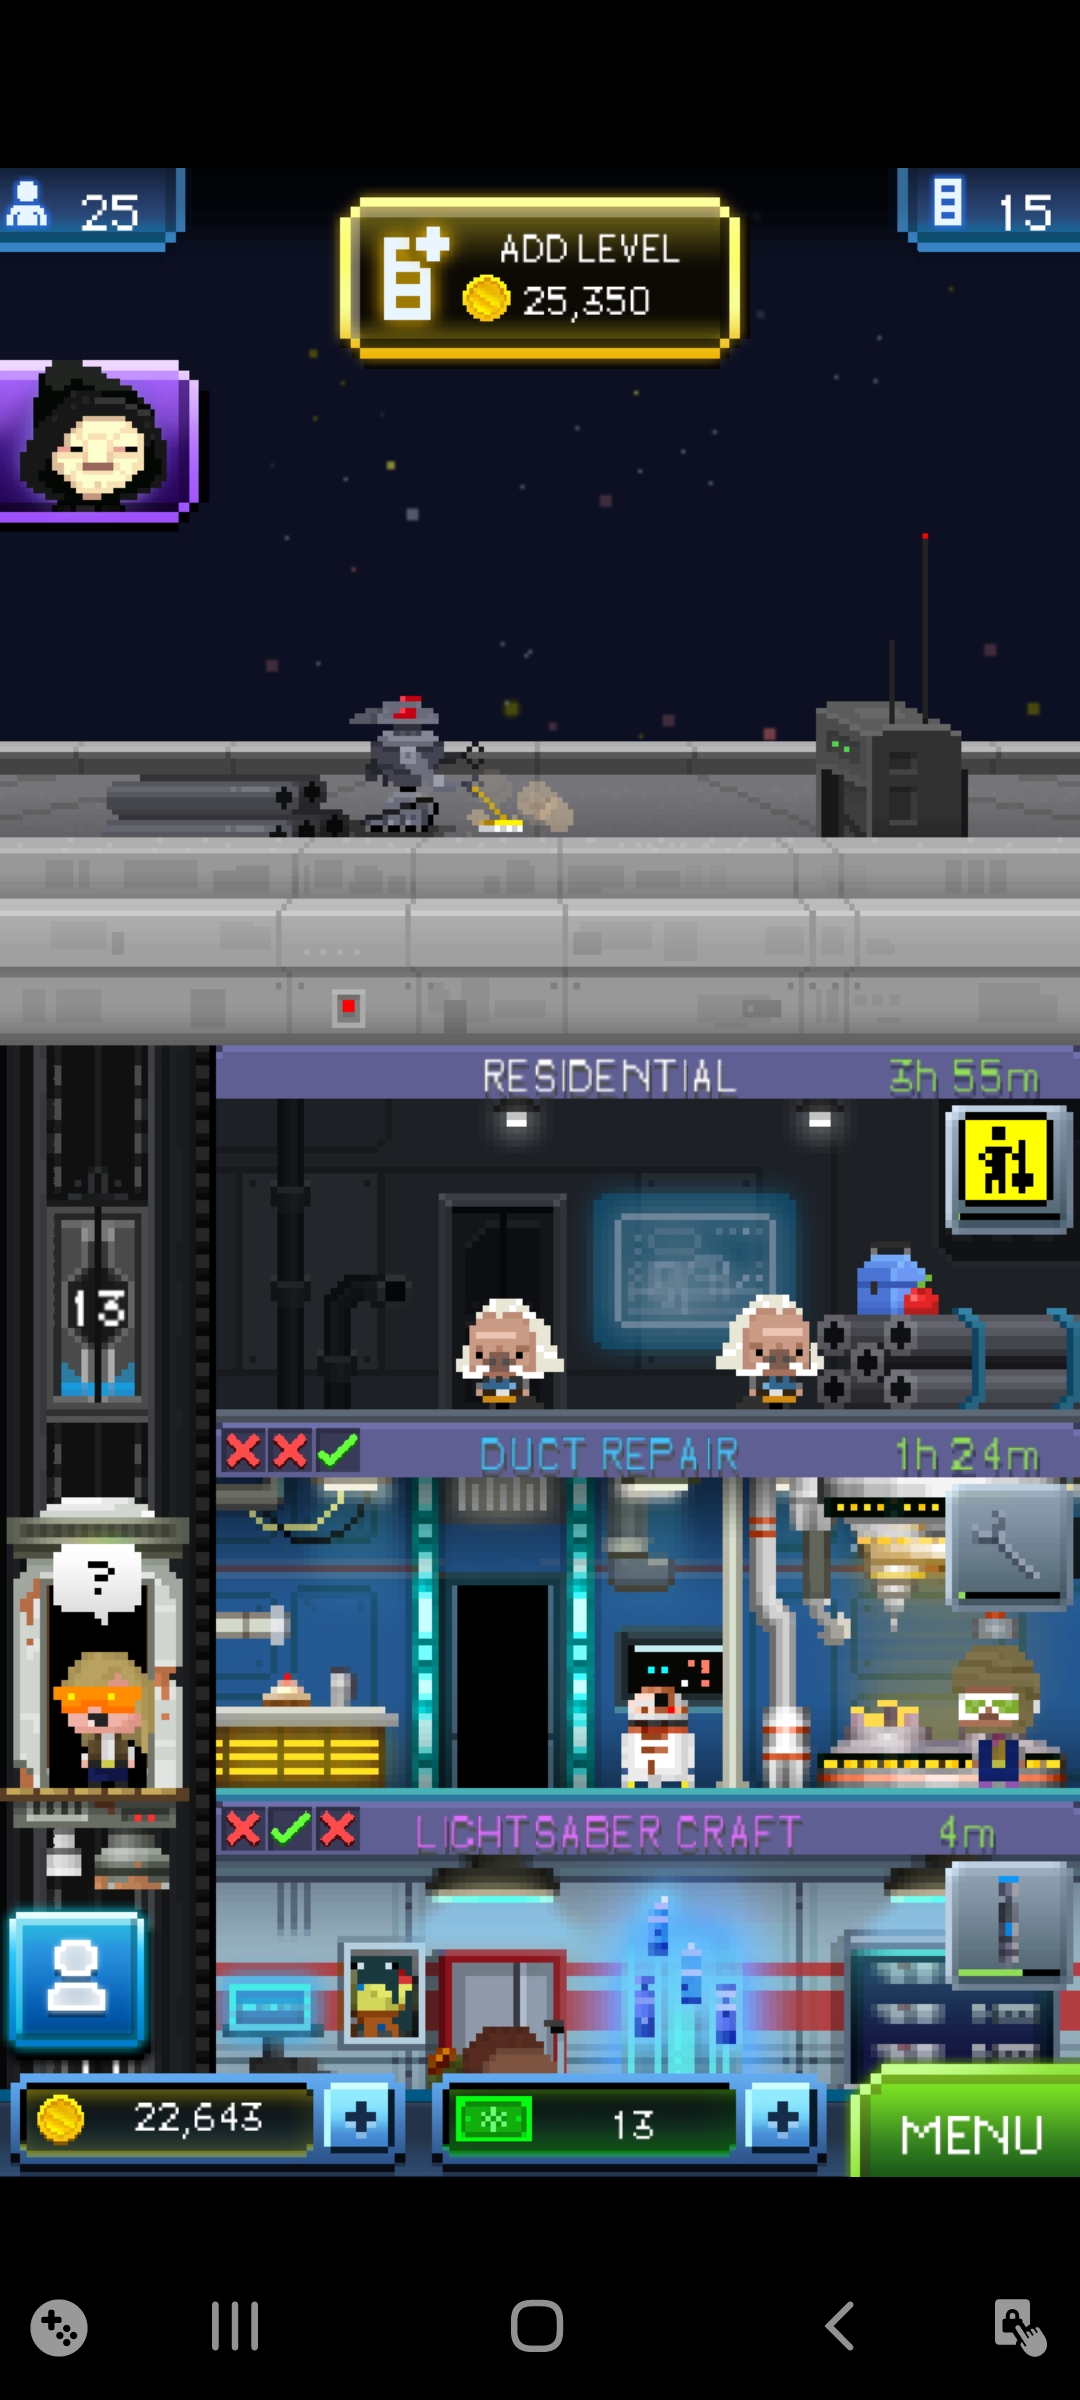 25
ADD LEVEL
25,350
15
RESIDENTIAL 3h 55m
13
DUCT REPAIR 1h 24m
?
LIGHTSABER CRAFT 4m
22,643
13
MENU